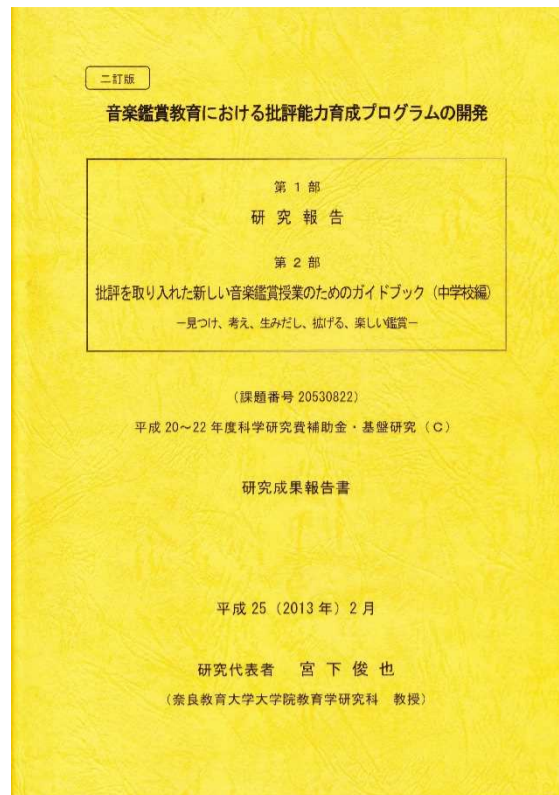 二訂版
音楽鑑賞教育における批評能力育成プログラムの開発
第1部
研究報告
第2部
批評を取り入れた新しい音楽鑑賞授業のためのガイドブック（中学校編）
－見つけ、考え、生みだし、拡げる、楽しい鑑賞－
（課題番号 20530822）
平成 20～22 年度科学研究費補助金・基盤研究（C）
研究成果報告書
平成 25（2013 年）2 月
研究代表者 宮下俊也
（奈良教育大学大学院教育学研究科 教授）